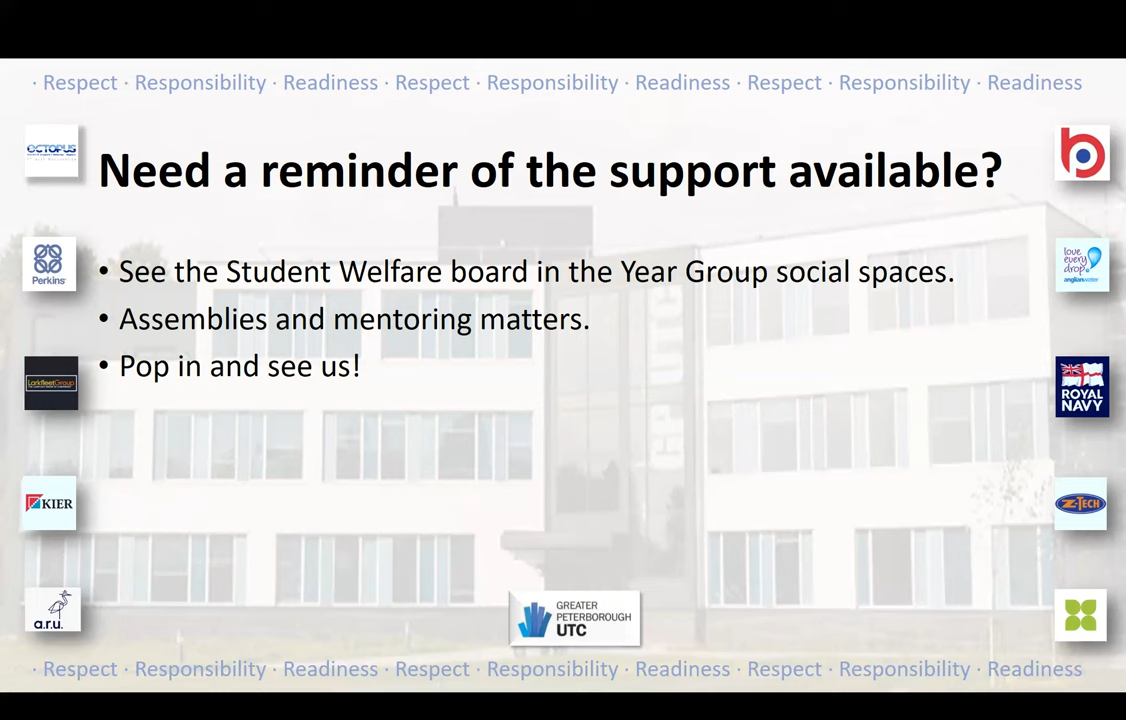 · Respect · Responsibility · Readiness · Respect · Responsibility · Readiness · Respect · Responsibility · Readiness
OCTOPUS
Need a reminder of the support available?
Perkins
love
every
drop
anglianwater
• See the Student Welfare board in the Year Group social spaces.
• Assemblies and mentoring matters.
• Pop in and see us!
LarkfleetGroup
ROYAL
NAVY
KIER
Z-TECH
a.r.u.
GREATER
PETERBOROUGH
UTC
· Respect · Responsibility · Readiness · Respect · Responsibility · Readiness · Respect · Responsibility · Readiness